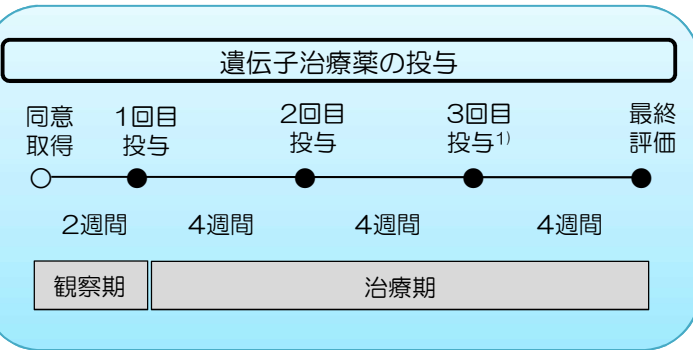 遺伝子治療薬の投与
同意 1回目 2回目 3回目 最終
取得 投与 投与 投与1) 評価
2週間 4週間 4週間 4週間
観察期 治療期